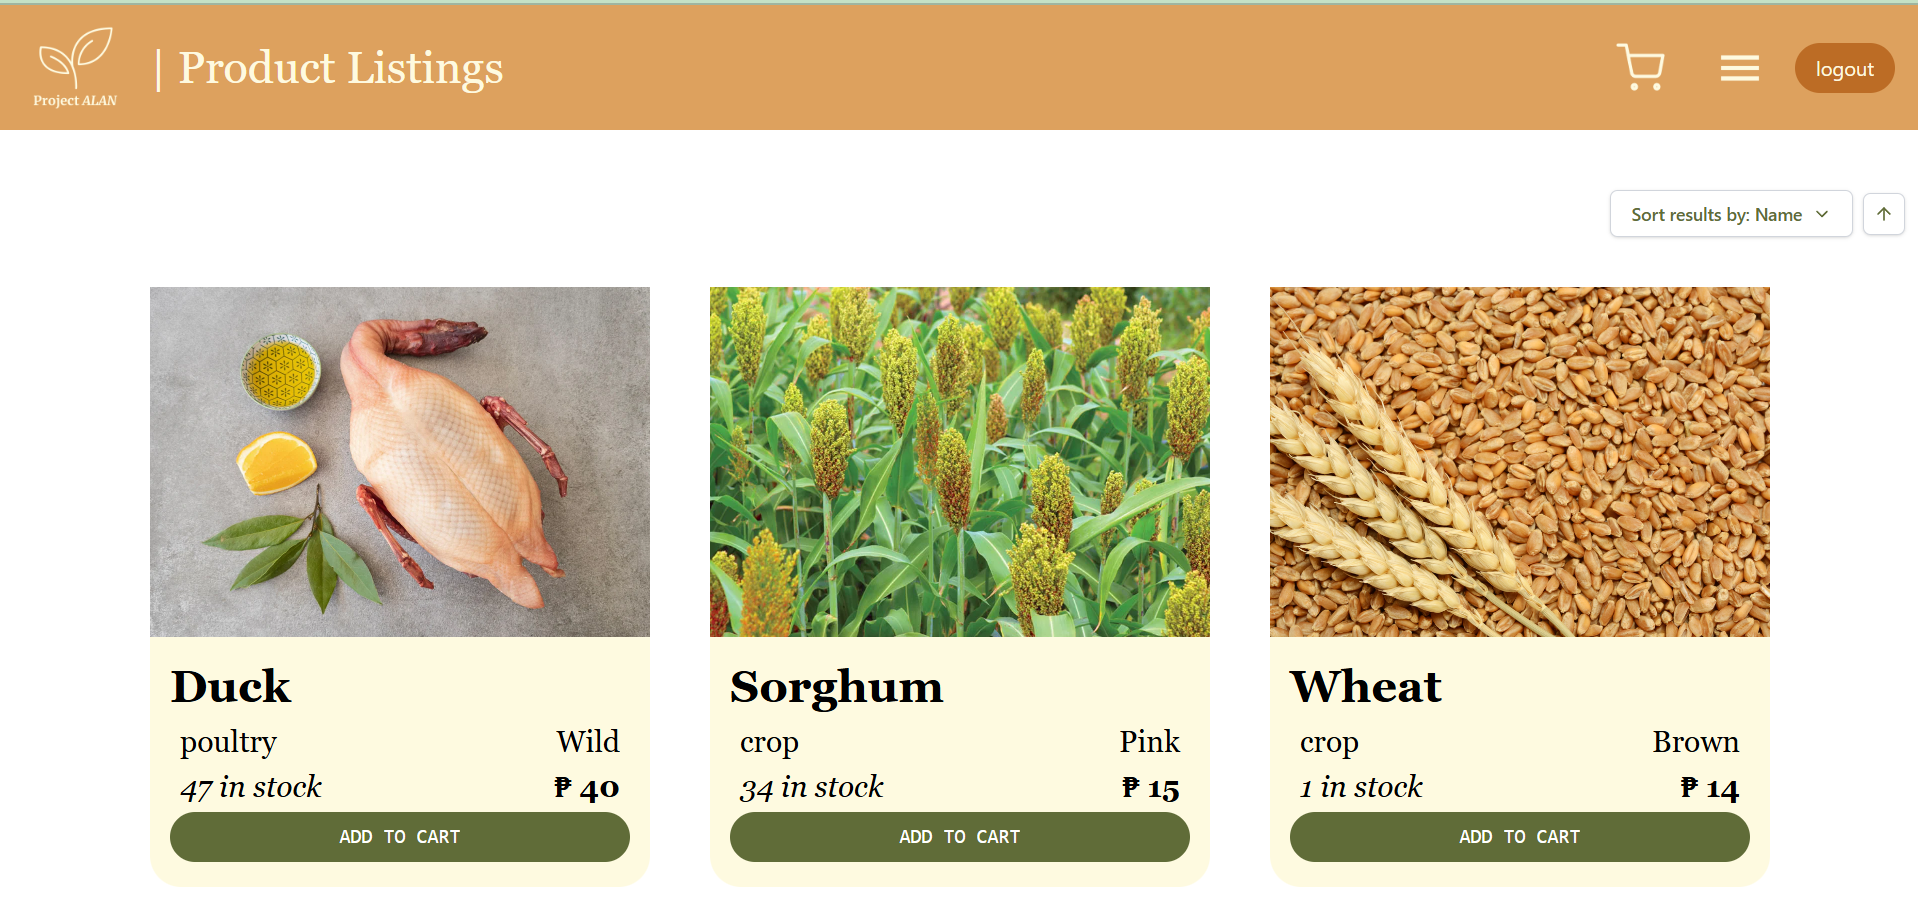 Project ALAN
| Product Listings
logout
Sort results by: Name
Duck
poultry Wild
47 in stock ₱ 40
ADD TO CART
Sorghum
crop Pink
34 in stock ₱ 15
ADD TO CART
Wheat
crop Brown
1 in stock ₱ 14
ADD TO CART